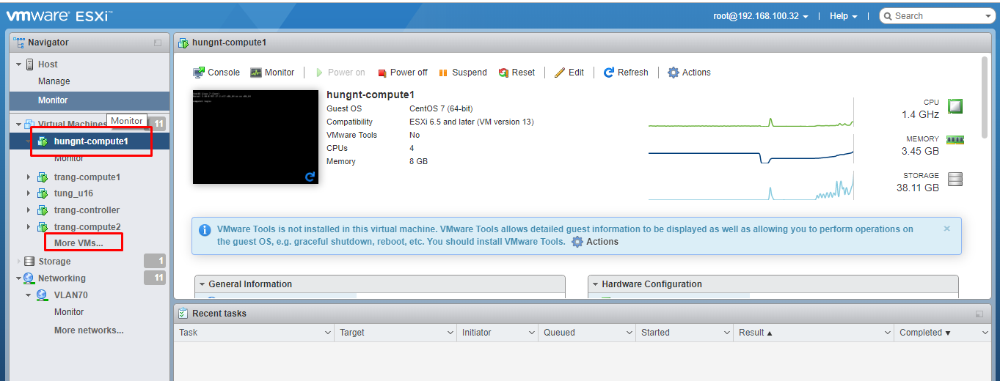 vmware ESXi™
root@192.168.100.32 | Help | Search
Navigator
Host
Manage
Monitor
Virtual Machines 11
Monitor
hungnt-compute1
Monitor
trang-compute1
tung_u16
trang-controller
trang-compute2
More VMs...
Storage 1
Networking 11
VLAN70
Monitor
More networks...
hungnt-compute1
Console Monitor | Power on Power off Suspend Reset | Edit | Refresh | Actions
hungnt-compute1
Guest OS CentOS 7 (64-bit)
Compatibility ESXi 6.5 and later (VM version 13)
VMware Tools No
CPUs 4
Memory 8 GB
CPU
1.4 GHz
MEMORY
3.45 GB
STORAGE
38.11 GB
VMware Tools is not installed in this virtual machine. VMware Tools allows detailed guest information to be displayed as well as allowing you to perform operations on
the guest OS, e.g. graceful shutdown, reboot, etc. You should install VMware Tools. Actions
General Information
Hardware Configuration
Recent tasks
Task Target Initiator Queued Started Result ▲ Completed ▼